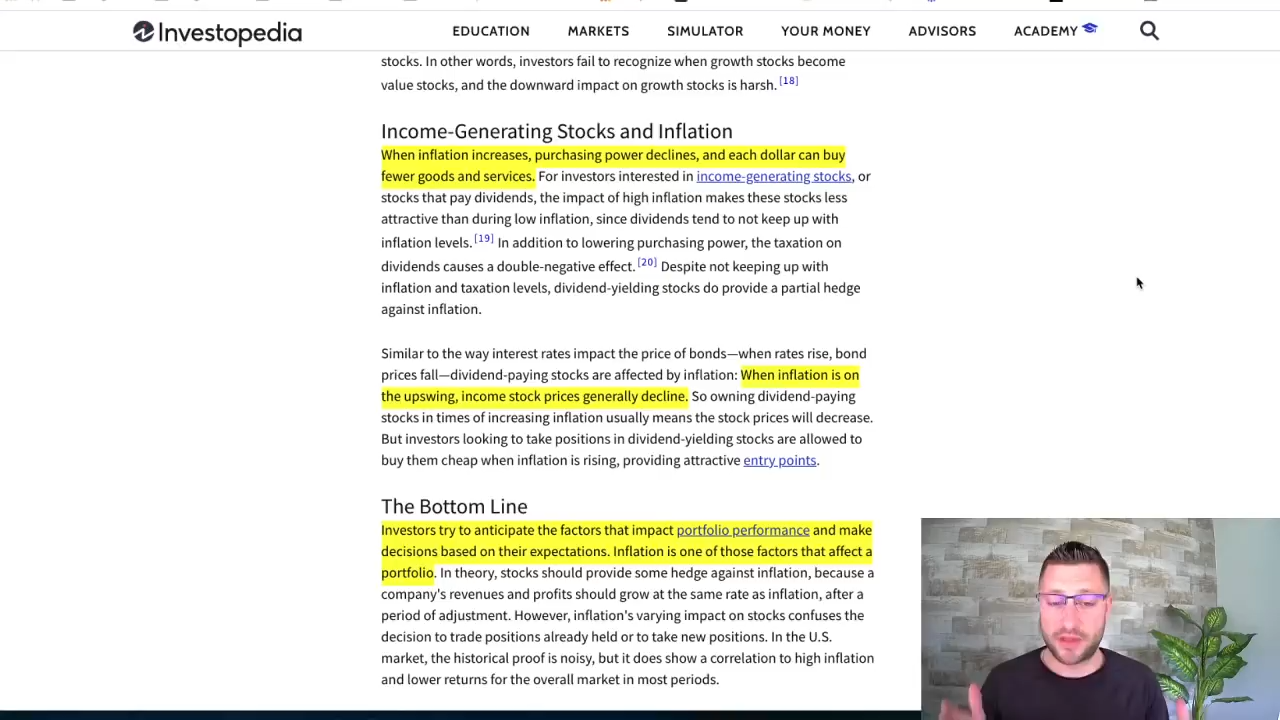 Investopedia
EDUCATION MARKETS SIMULATOR YOUR MONEY ADVISORS ACADEMY
stocks. In other words, investors fail to recognize when growth stocks become
value stocks, and the downward impact on growth stocks is harsh. [18]
Income-Generating Stocks and Inflation
When inflation increases, purchasing power declines, and each dollar can buy
fewer goods and services. For investors interested in income-generating stocks, or
stocks that pay dividends, the impact of high inflation makes these stocks less
attractive than during low inflation, since dividends tend to not keep up with
inflation levels. [19] In addition to lowering purchasing power, the taxation on
dividends causes a double-negative effect. [20] Despite not keeping up with
inflation and taxation levels, dividend-yielding stocks do provide a partial hedge
against inflation.
Similar to the way interest rates impact the price of bonds—when rates rise, bond
prices fall—dividend-paying stocks are affected by inflation: When inflation is on
the upswing, income stock prices generally decline. So owning dividend-paying
stocks in times of increasing inflation usually means the stock prices will decrease.
But investors looking to take positions in dividend-yielding stocks are allowed to
buy them cheap when inflation is rising, providing attractive entry points.
The Bottom Line
Investors try to anticipate the factors that impact portfolio performance and make
decisions based on their expectations. Inflation is one of those factors that affect a
portfolio. In theory, stocks should provide some hedge against inflation, because a
company's revenues and profits should grow at the same rate as inflation, after a
period of adjustment. However, inflation's varying impact on stocks confuses the
decision to trade positions already held or to take new positions. In the U.S.
market, the historical proof is noisy, but it does show a correlation to high inflation
and lower returns for the overall market in most periods.